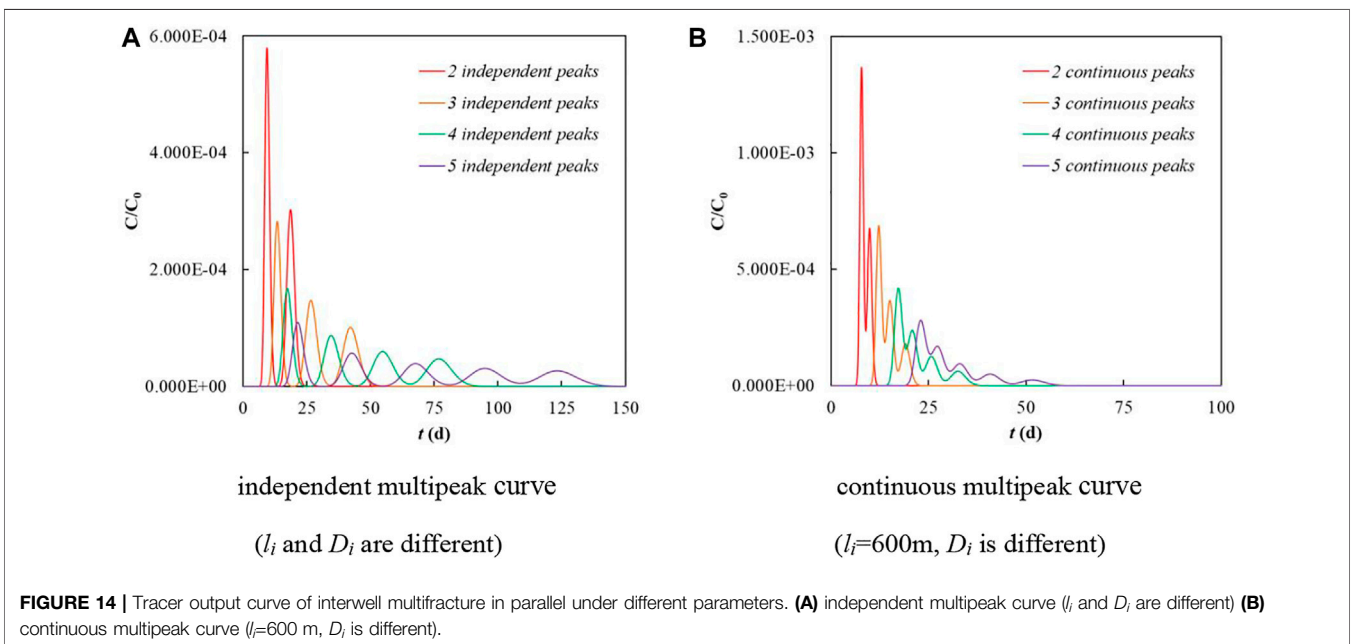 A
6.000E-04
4.000E-04
2.000E-04
0.000E+00
C/C₀
2 independent peaks
3 independent peaks
4 independent peaks
5 independent peaks
0 25 50 75 100 125 150
t (d)
independent multipeak curve
(lᵢ and Dᵢ are different)
B
1.500E-03
1.000E-03
5.000E-04
0.000E+00
C/C₀
2 continuous peaks
3 continuous peaks
4 continuous peaks
5 continuous peaks
0 25 50 75 100
t (d)
continuous multipeak curve
(lᵢ=600m, Dᵢ is different)
FIGURE 14 | Tracer output curve of interwell multifracture in parallel under different parameters. (A) independent multipeak curve (lᵢ and Dᵢ are different) (B)
continuous multipeak curve (lᵢ=600 m, Dᵢ is different).